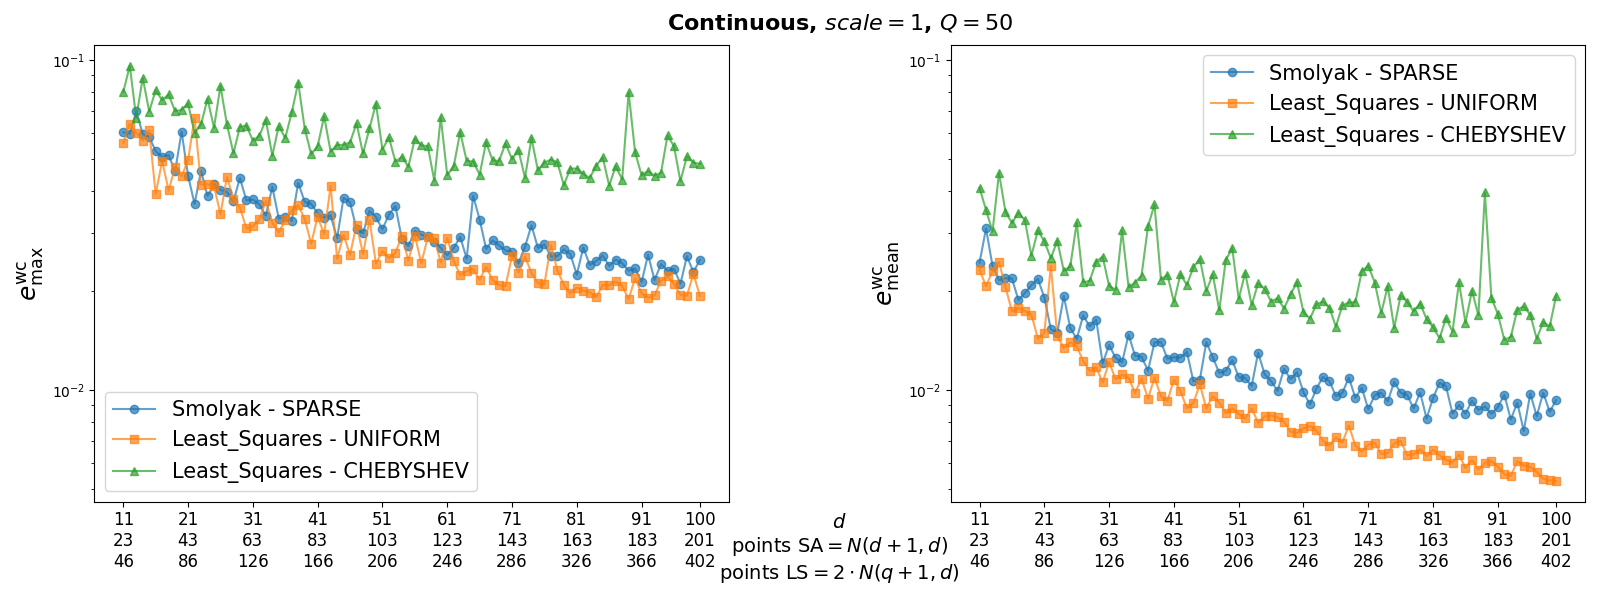 Continuous, scale = 1, Q = 50
10⁻¹
10⁻²
e^wc_max
Smolyak - SPARSE
Least_Squares - UNIFORM
Least_Squares - CHEBYSHEV
11 21 31 41 51 61 71 81 91 100
23 43 63 83 103 123 143 163 183 201
46 86 126 166 206 246 286 326 366 402
d
points SA = N(d + 1, d)
points LS = 2 · N(q + 1, d)
10⁻¹
10⁻²
e^wc_mean
Smolyak - SPARSE
Least_Squares - UNIFORM
Least_Squares - CHEBYSHEV
11 21 31 41 51 61 71 81 91 100
23 43 63 83 103 123 143 163 183 201
46 86 126 166 206 246 286 326 366 402